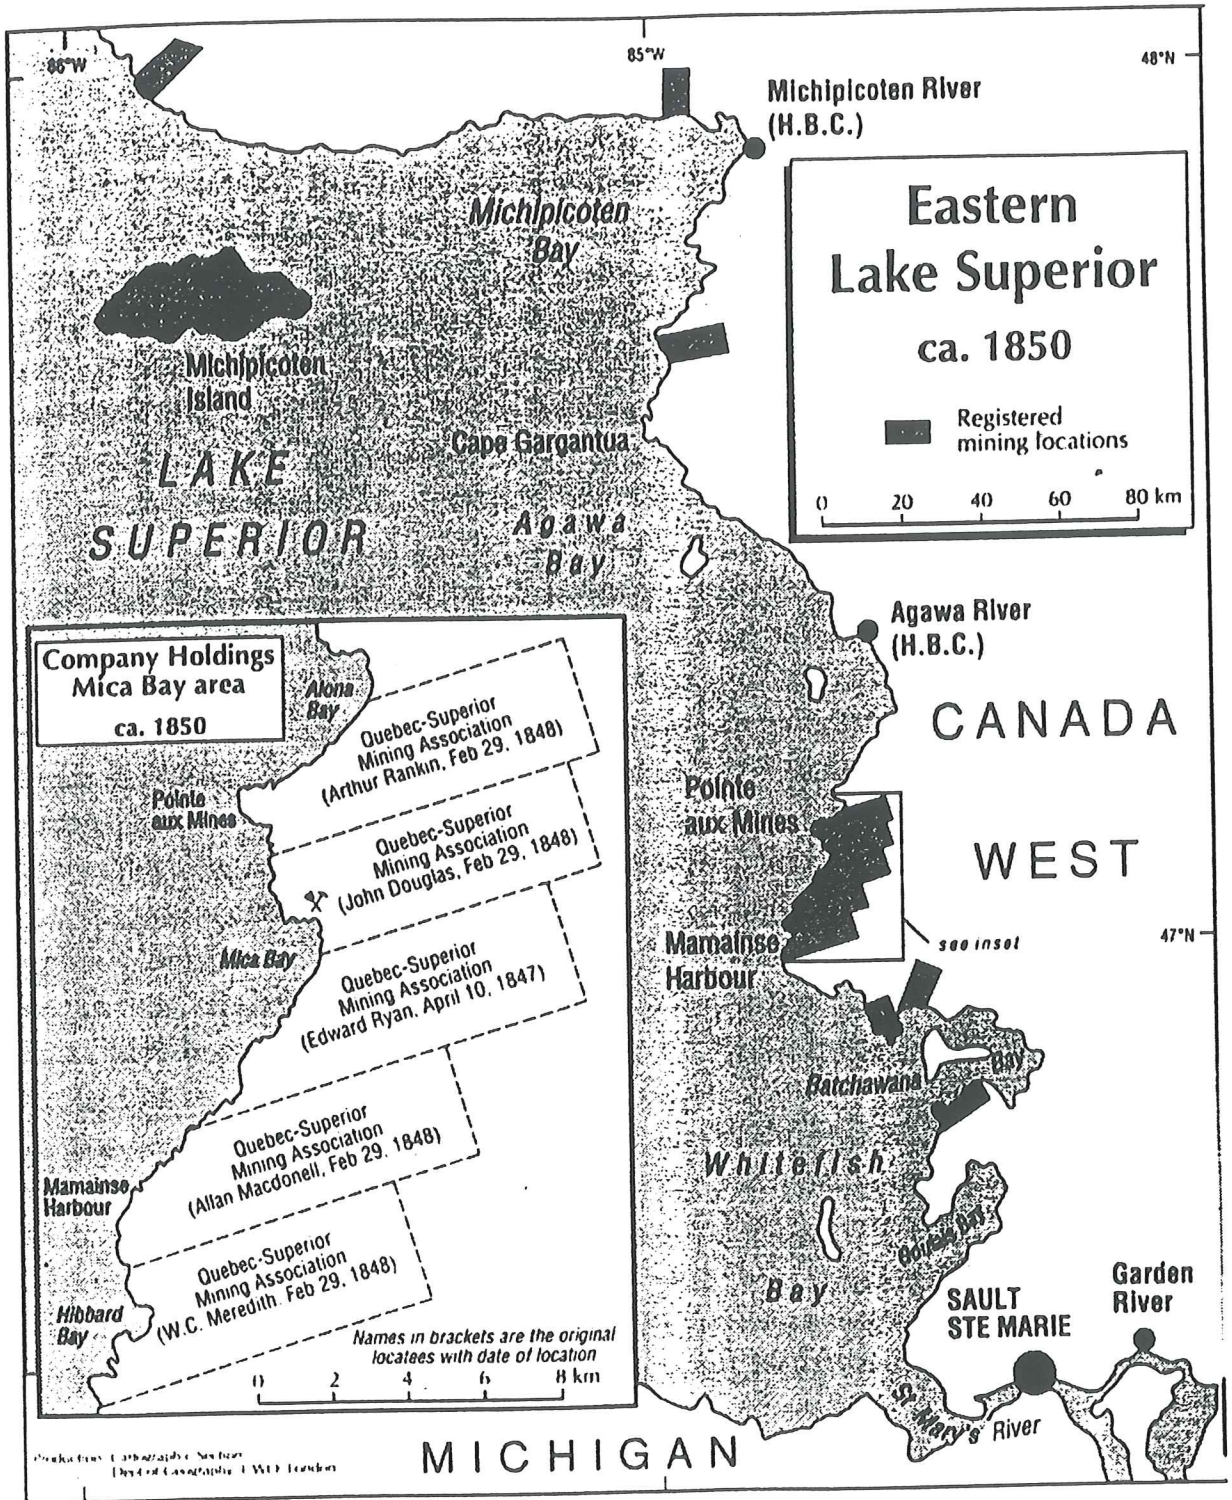 86°W
85°W
48°N
Michipicoten River
(H.B.C.)
Michipicoten
Bay
Eastern
Lake Superior
ca. 1850
Registered
mining locations
0 20 40 60 80 km
Michipicoten
Island
Cape Gargantua
LAKE
SUPERIOR
Agawa
Bay
Agawa River
(H.B.C.)
CANADA
WEST
Pointe
aux Mines
Mamainse
Harbour
see inset
47°N
Batchawana
Bay
Whitefish
Bay
Goulais Bay
SAULT
STE MARIE
Garden
River
St Mary's River
MICHIGAN
Company Holdings
Mica Bay area
ca. 1850
Alona
Bay
Quebec-Superior
Mining Association
(Arthur Rankin, Feb 29, 1848)
Pointe
aux Mines
Quebec-Superior
Mining Association
(John Douglas, Feb 29, 1848)
Mica Bay
Quebec-Superior
Mining Association
(Edward Ryan, April 10, 1847)
Quebec-Superior
Mining Association
(Allan Macdonell, Feb 29, 1848)
Mamainse
Harbour
Quebec-Superior
Mining Association
(W.C. Meredith, Feb 29, 1848)
Hibbard
Bay
Names in brackets are the original
locatees with date of location
0 2 4 6 8 km
Cartographic Section
Dept of Geography, U.W.O. London